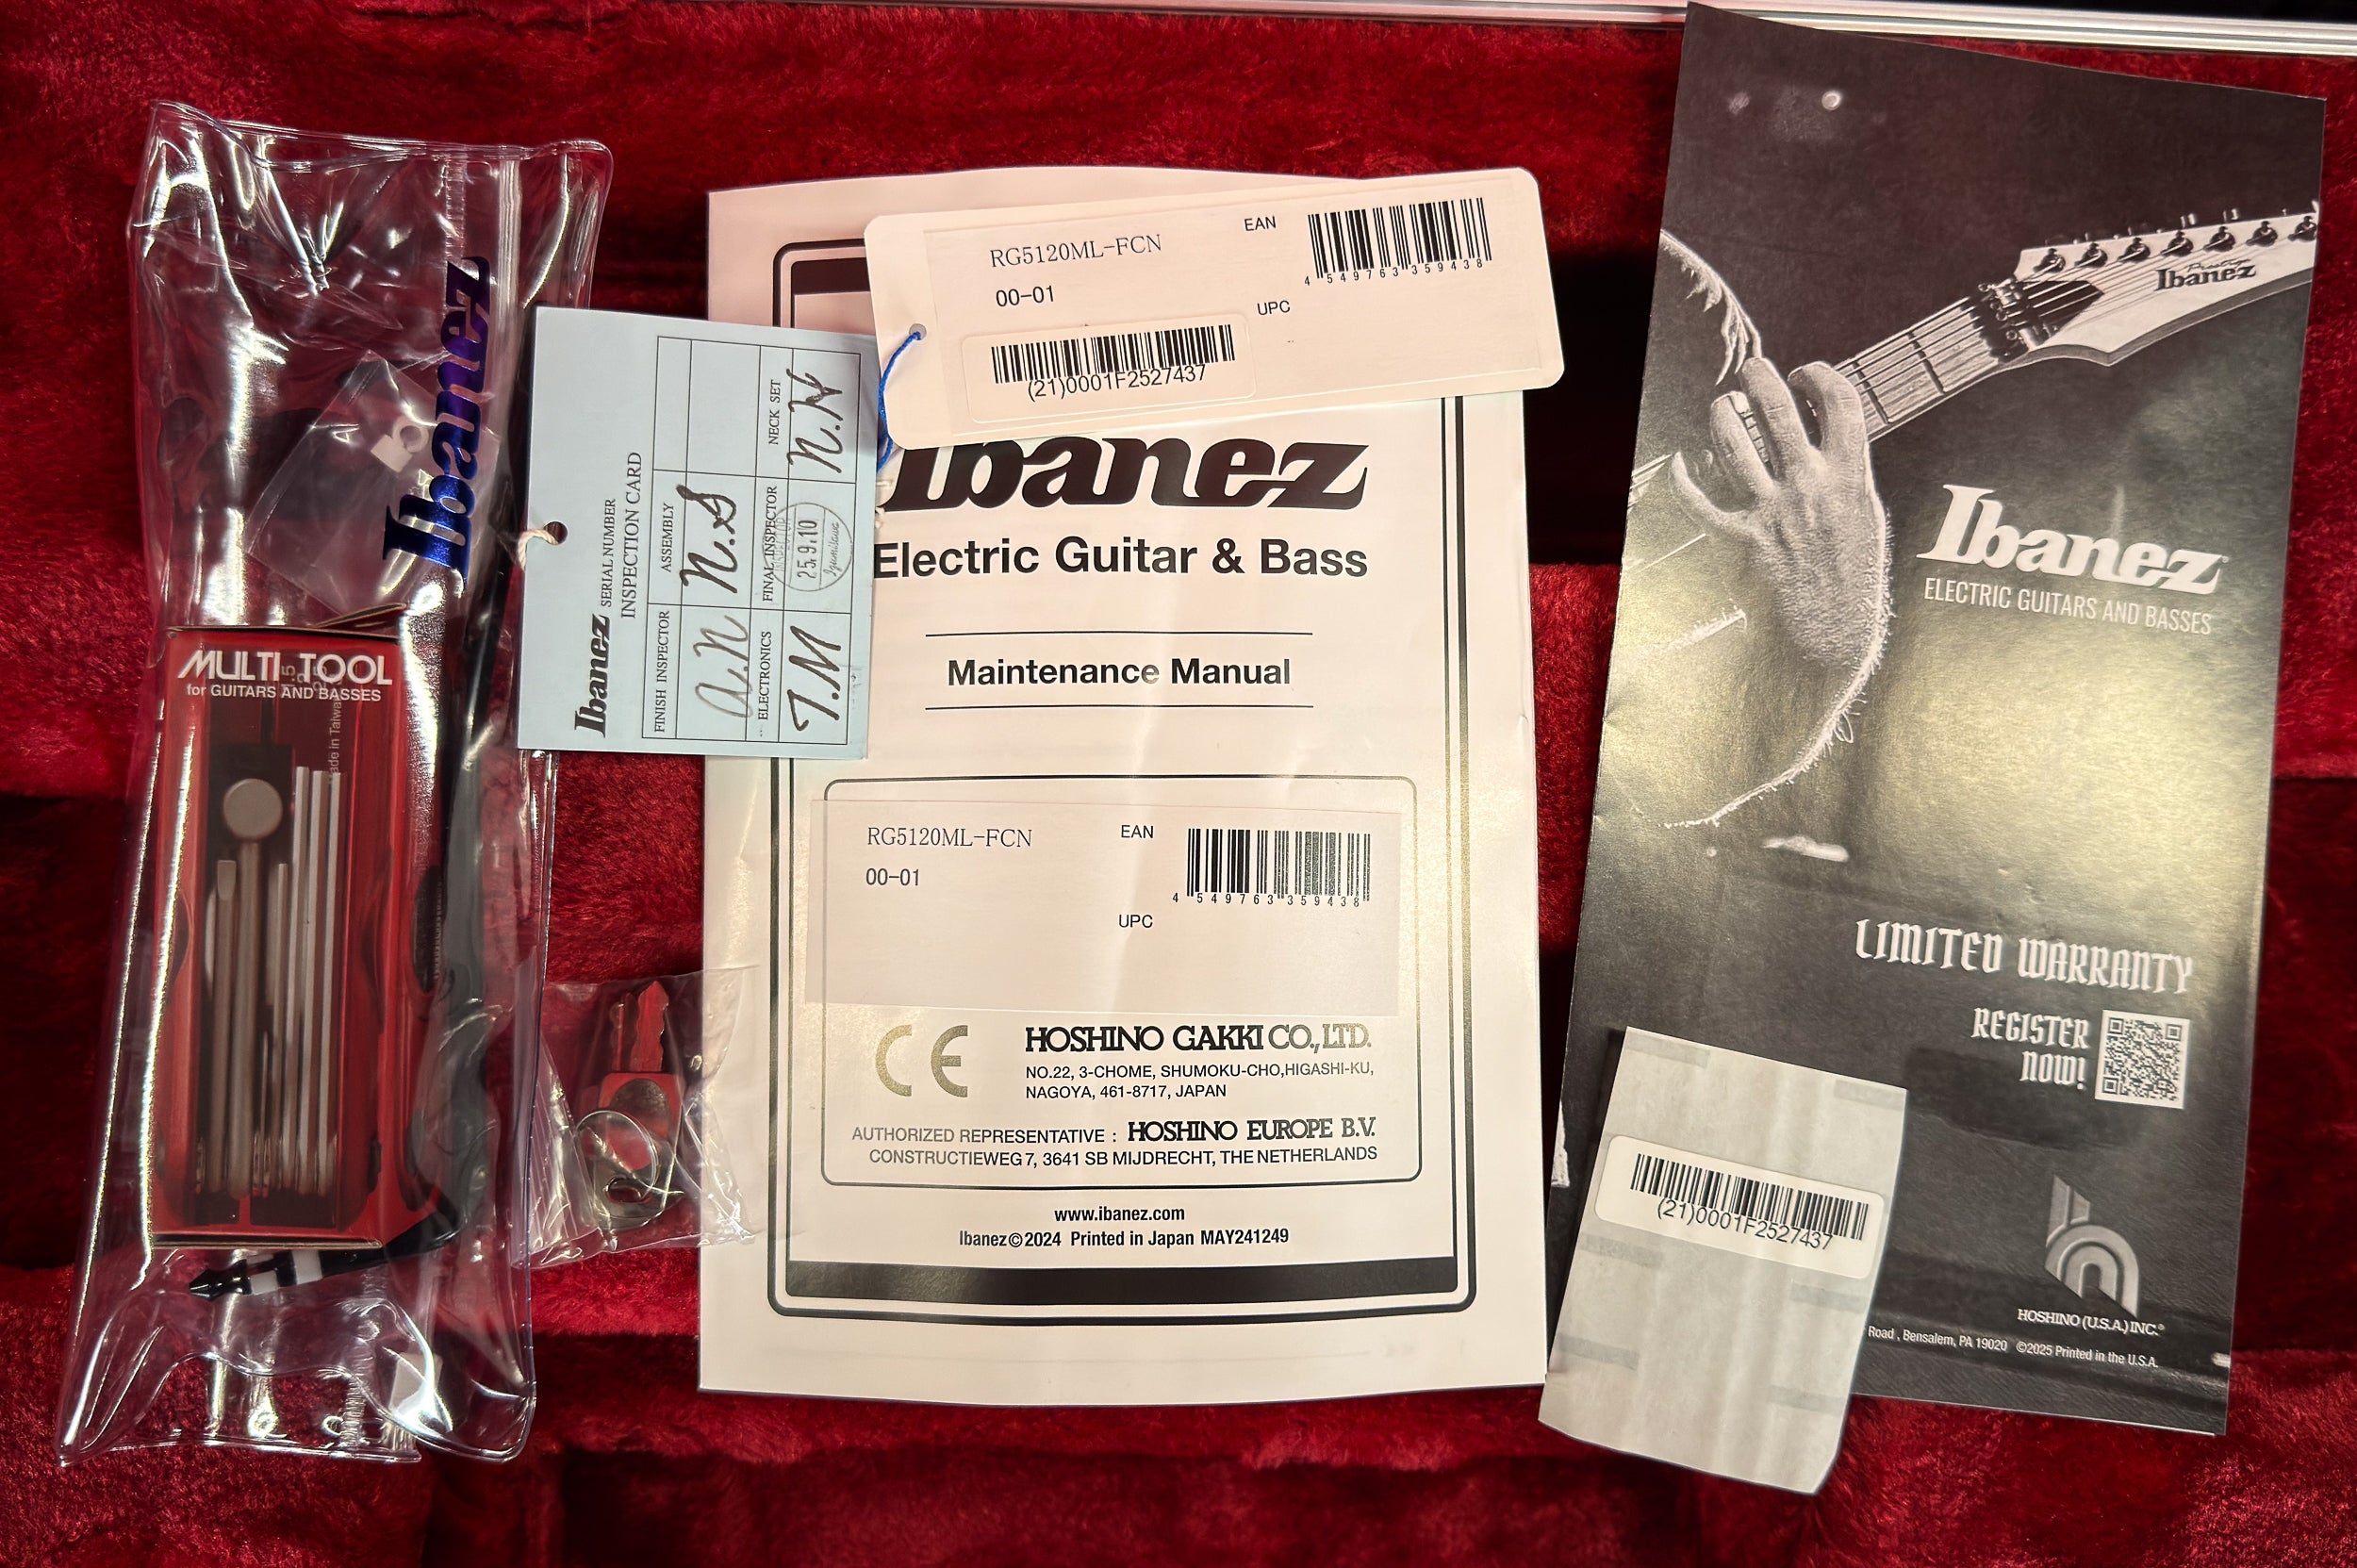 Ibanez
MULTI TOOL
for GUITARS AND BASSES
Made in Taiwan
Ibanez SERIAL NUMBER
INSPECTION CARD
FINISH INSPECTOR
ASSEMBLY
a.n
n.s
ELECTRONICS
FINAL INSPECTOR
NECK SET
T.M
25.9.10
n.H
RG5120ML-FCN
00-01
EAN
4 549763 359438
UPC
(21)0001F2527437
Ibanez
Electric Guitar & Bass
Maintenance Manual
RG5120ML-FCN
00-01
EAN
4 549763 359438
UPC
CE
HOSHINO GAKKI CO., LTD.
NO.22, 3-CHOME, SHUMOKU-CHO,HIGASHI-KU,
NAGOYA, 461-8717, JAPAN
AUTHORIZED REPRESENTATIVE : HOSHINO EUROPE B.V.
CONSTRUCTIEWEG 7, 3641 SB MIJDRECHT, THE NETHERLANDS
www.ibanez.com
Ibanez©2024 Printed in Japan MAY241249
Prestige
Ibanez
Ibanez
ELECTRIC GUITARS AND BASSES
LIMITED WARRANTY
REGISTER
NOW!
(21)0001F2527437
HOSHINO (U.S.A.) INC.®
Road , Bensalem, PA 19020 ©2025 Printed in the U.S.A.